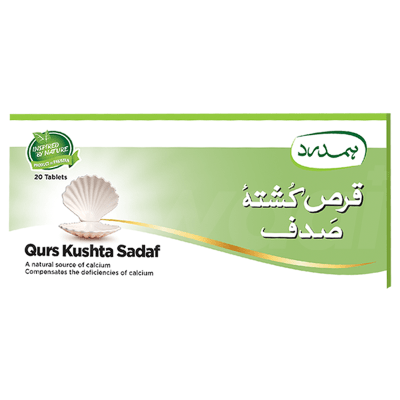 INSPIRED
BY NATURE
20 Tablets
ہمدرد
قرص کُشتۂ
صَدف
Qurs Kushta Sadaf
A natural source of calcium
Compensates the deficiencies of calcium